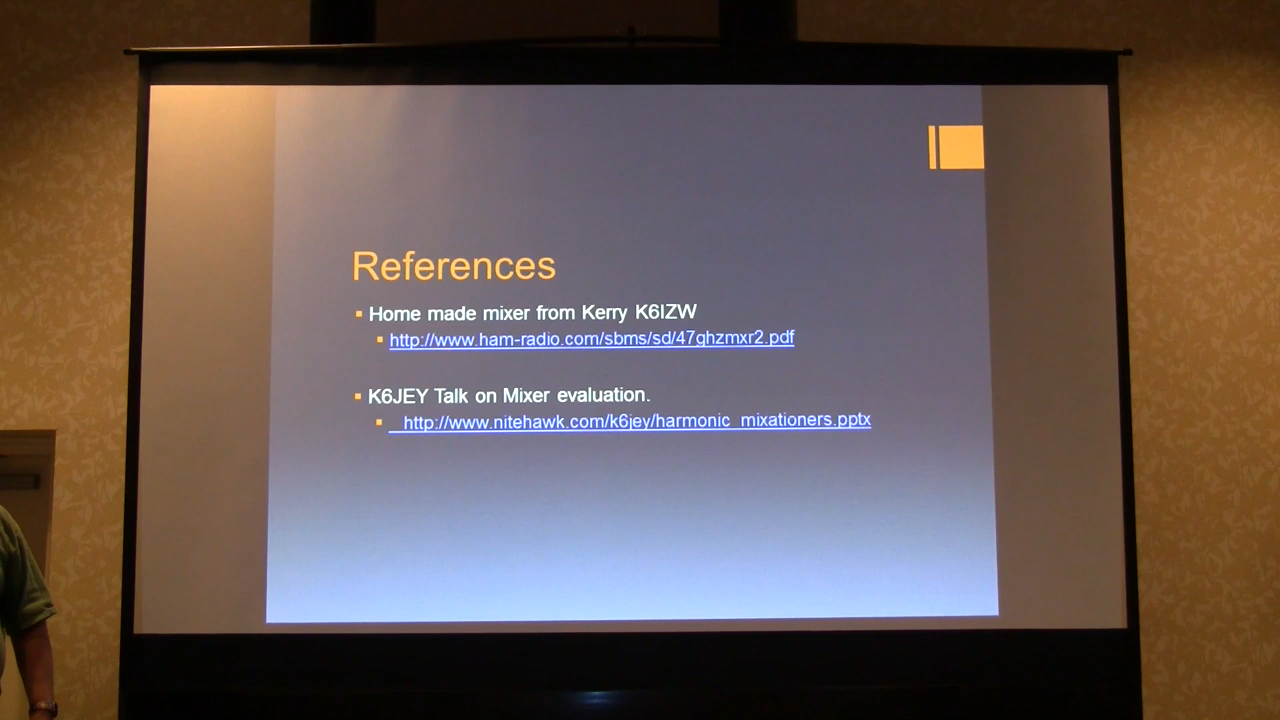 References
Home made mixer from Kerry K6IZW
http://www.ham-radio.com/sbms/sd/47ghzmxr2.pdf
K6JEY Talk on Mixer evaluation.
http://www.nitehawk.com/k6jey/harmonic_mixationers.pptx